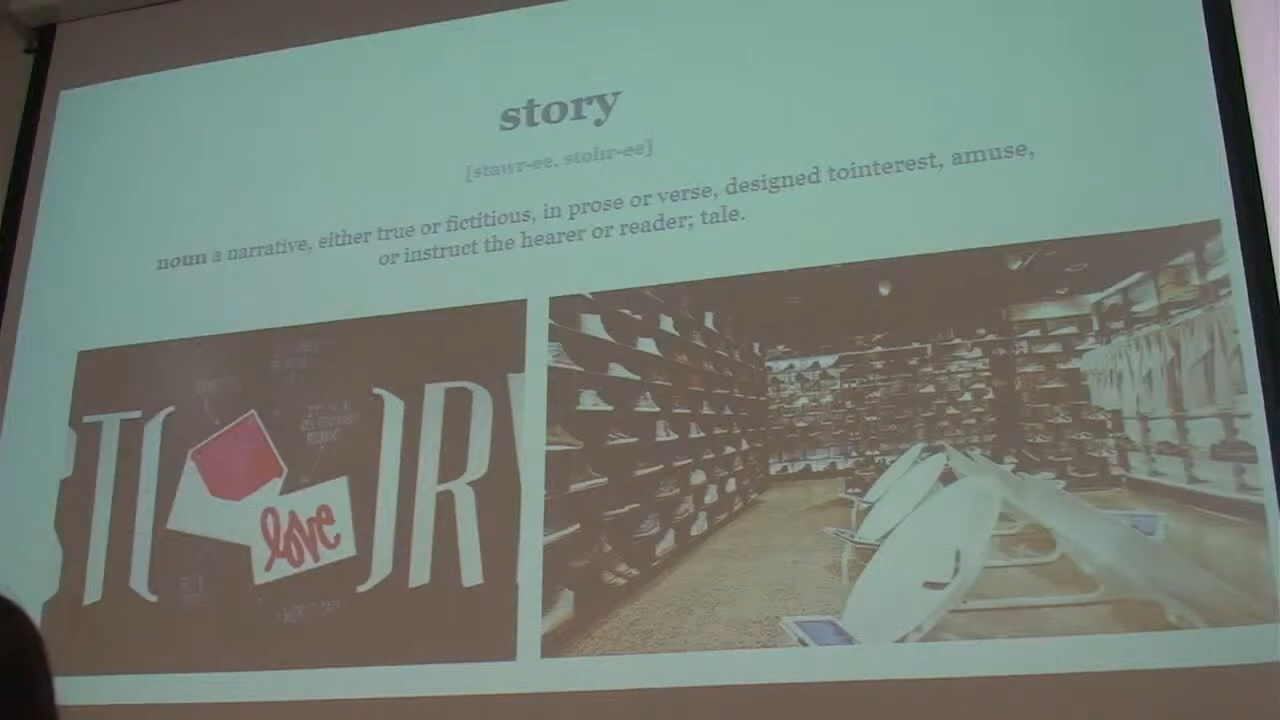 story
[stawr-ee, stohr-ee]
noun a narrative, either true or fictitious, in prose or verse, designed tointerest, amuse,
or instruct the hearer or reader; tale.
T( )R
love